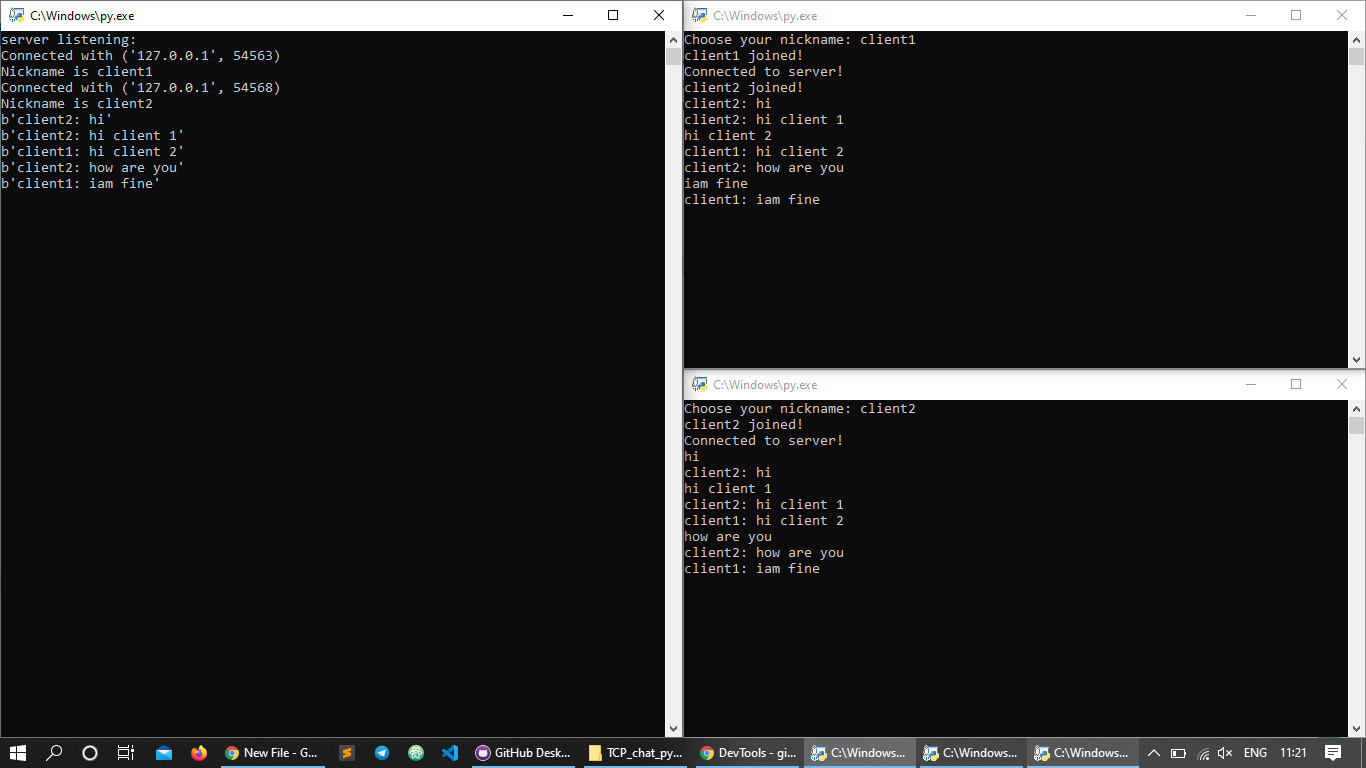 C:\Windows\py.exe
server listening:
Connected with ('127.0.0.1', 54563)
Nickname is client1
Connected with ('127.0.0.1', 54568)
Nickname is client2
b'client2: hi'
b'client2: hi client 1'
b'client1: hi client 2'
b'client2: how are you'
b'client1: iam fine'
C:\Windows\py.exe
Choose your nickname: client1
client1 joined!
Connected to server!
client2 joined!
client2: hi
client2: hi client 1
hi client 2
client1: hi client 2
client2: how are you
iam fine
client1: iam fine
C:\Windows\py.exe
Choose your nickname: client2
client2 joined!
Connected to server!
hi
client2: hi
hi client 1
client2: hi client 1
client1: hi client 2
how are you
client2: how are you
client1: iam fine
New File - G... GitHub Desk... TCP_chat_py... DevTools - gi... C:\Windows... C:\Windows... C:\Windows... ENG 11:21